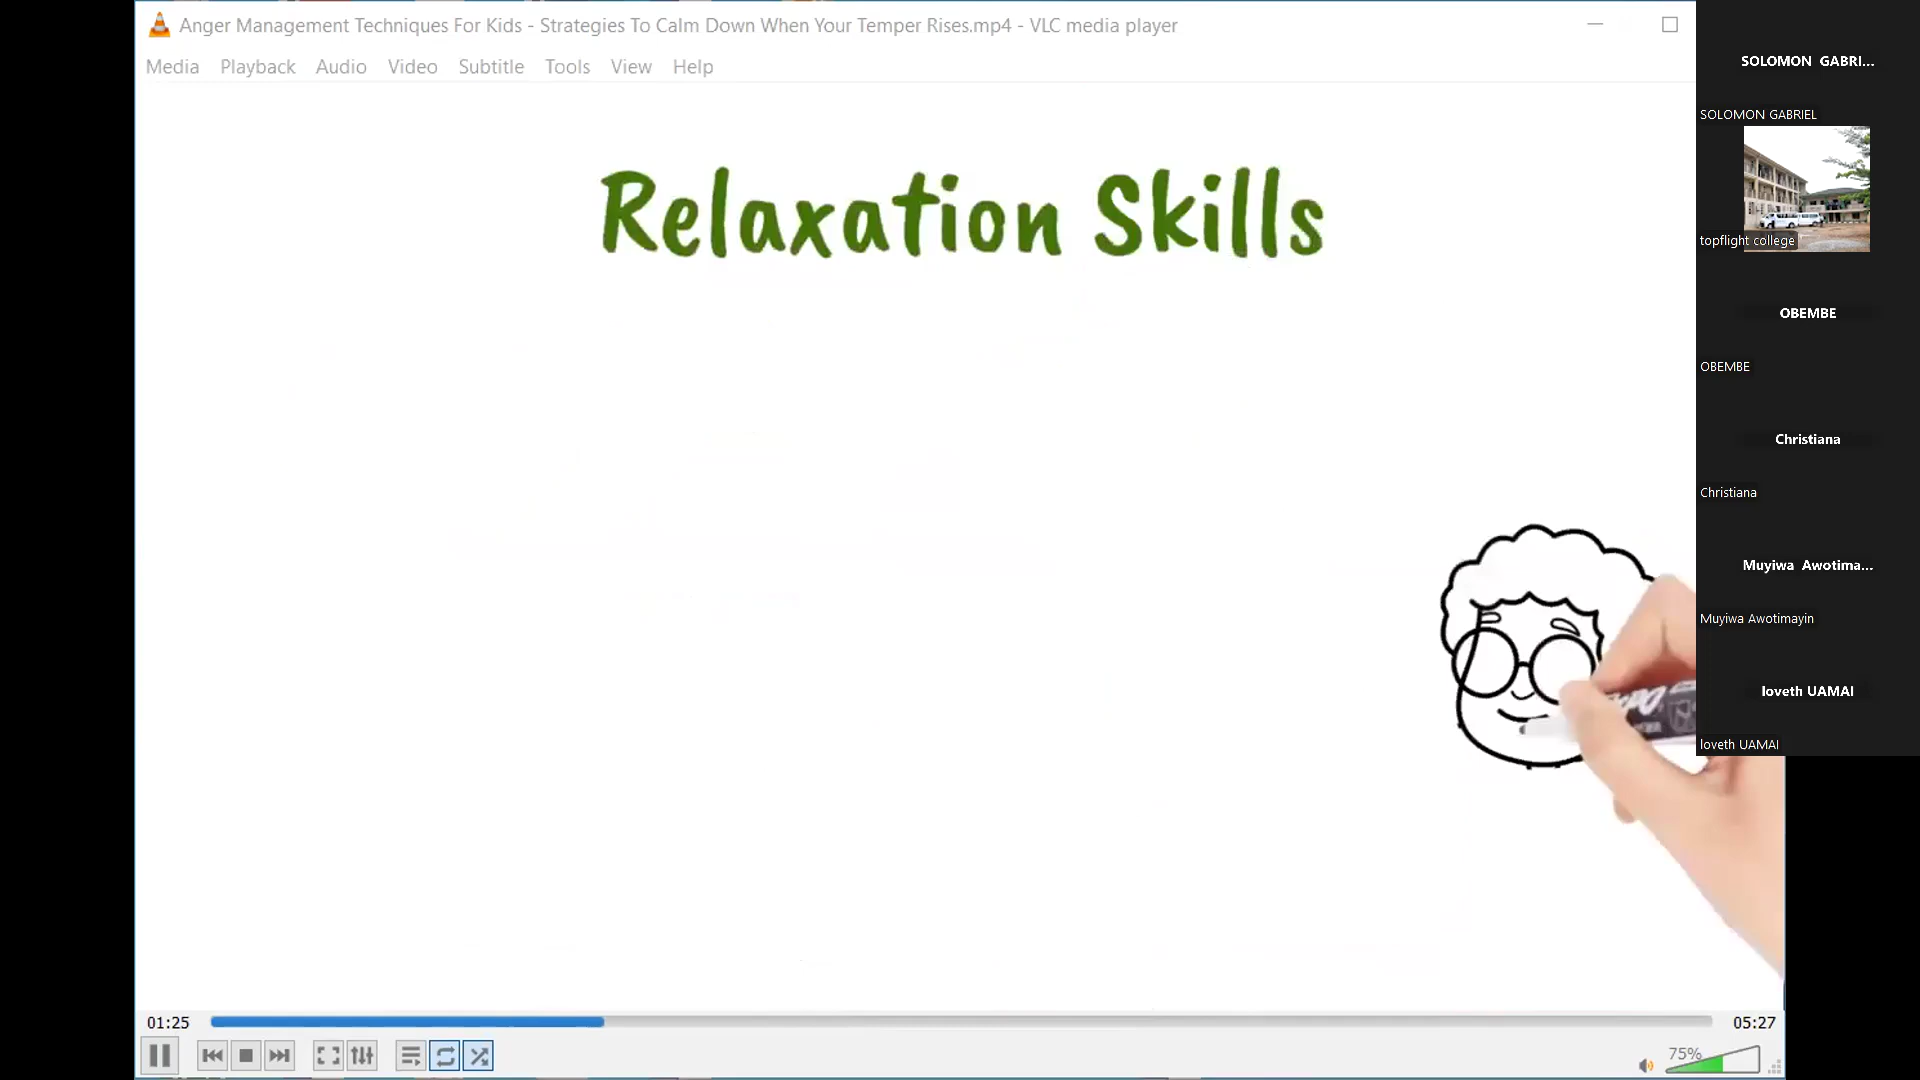 Anger Management Techniques For Kids - Strategies To Calm Down When Your Temper Rises.mp4 - VLC media player
Media Playback Audio Video Subtitle Tools View Help
Relaxation Skills
01:25
05:27
75%
SOLOMON GABRI...
SOLOMON GABRIEL
topflight college
OBEMBE
OBEMBE
Christiana
Christiana
Muyiwa Awotima...
Muyiwa Awotimayin
loveth UAMAI
loveth UAMAI